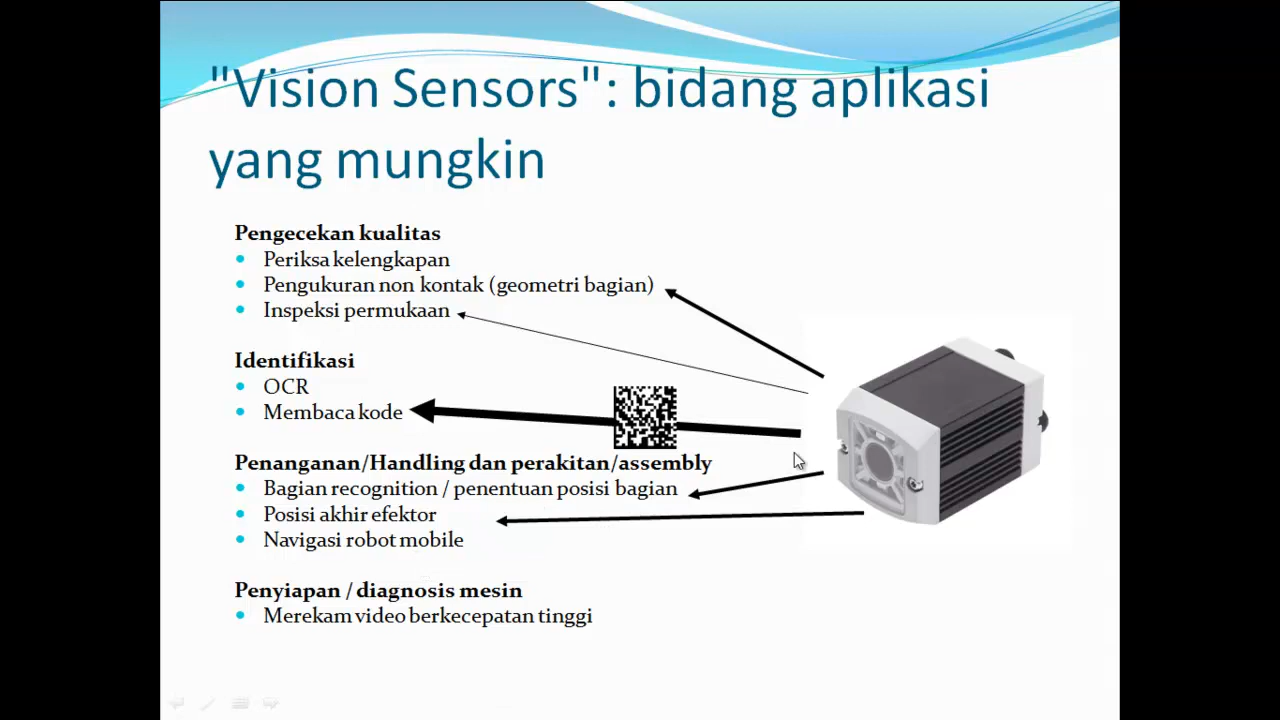 "Vision Sensors": bidang aplikasi
yang mungkin
Pengecekan kualitas
Periksa kelengkapan
Pengukuran non kontak (geometri bagian)
Inspeksi permukaan
Identifikasi
OCR
Membaca kode
Penanganan/Handling dan perakitan/assembly
Bagian recognition / penentuan posisi bagian
Posisi akhir efektor
Navigasi robot mobile
Penyiapan / diagnosis mesin
Merekam video berkecepatan tinggi